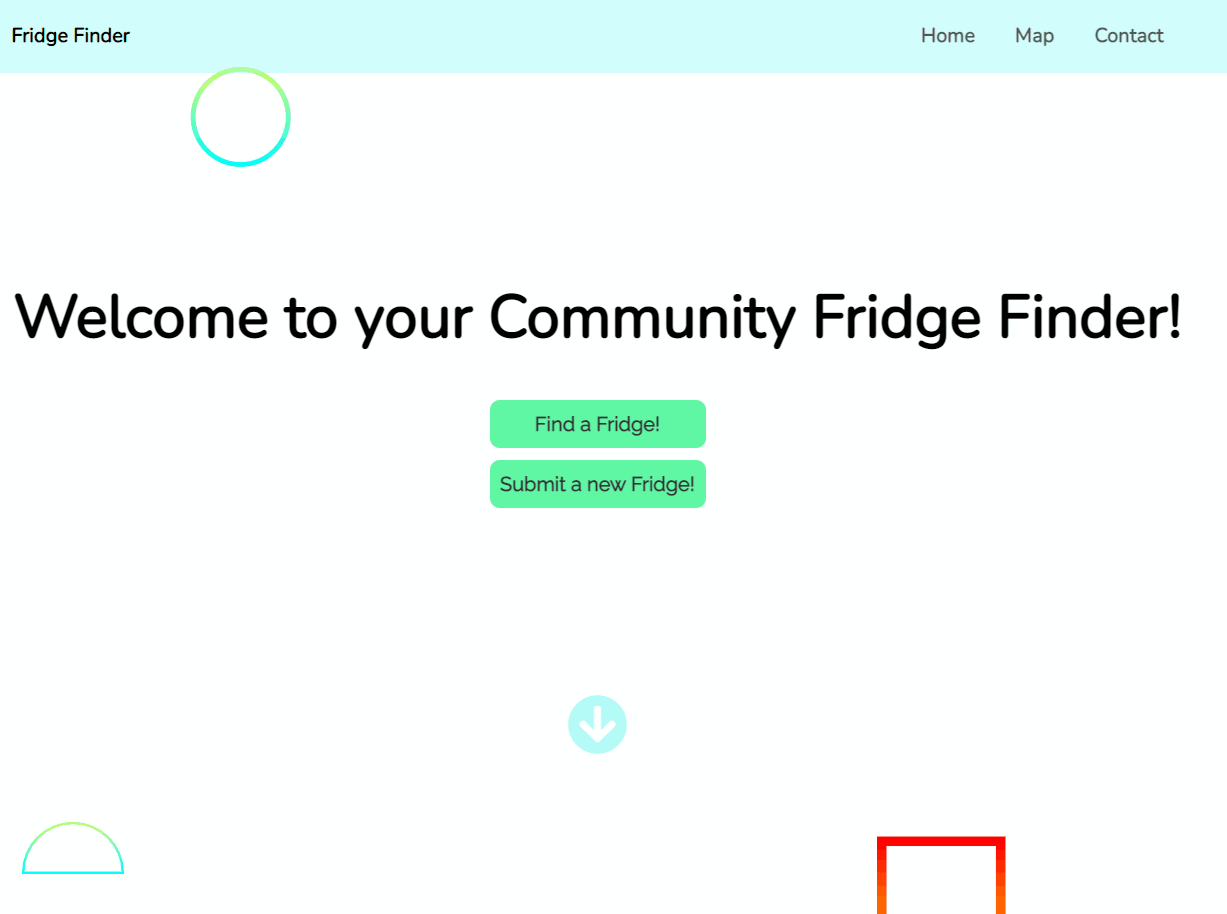 Fridge Finder
Home Map Contact
Welcome to your Community Fridge Finder!
Find a Fridge!
Submit a new Fridge!